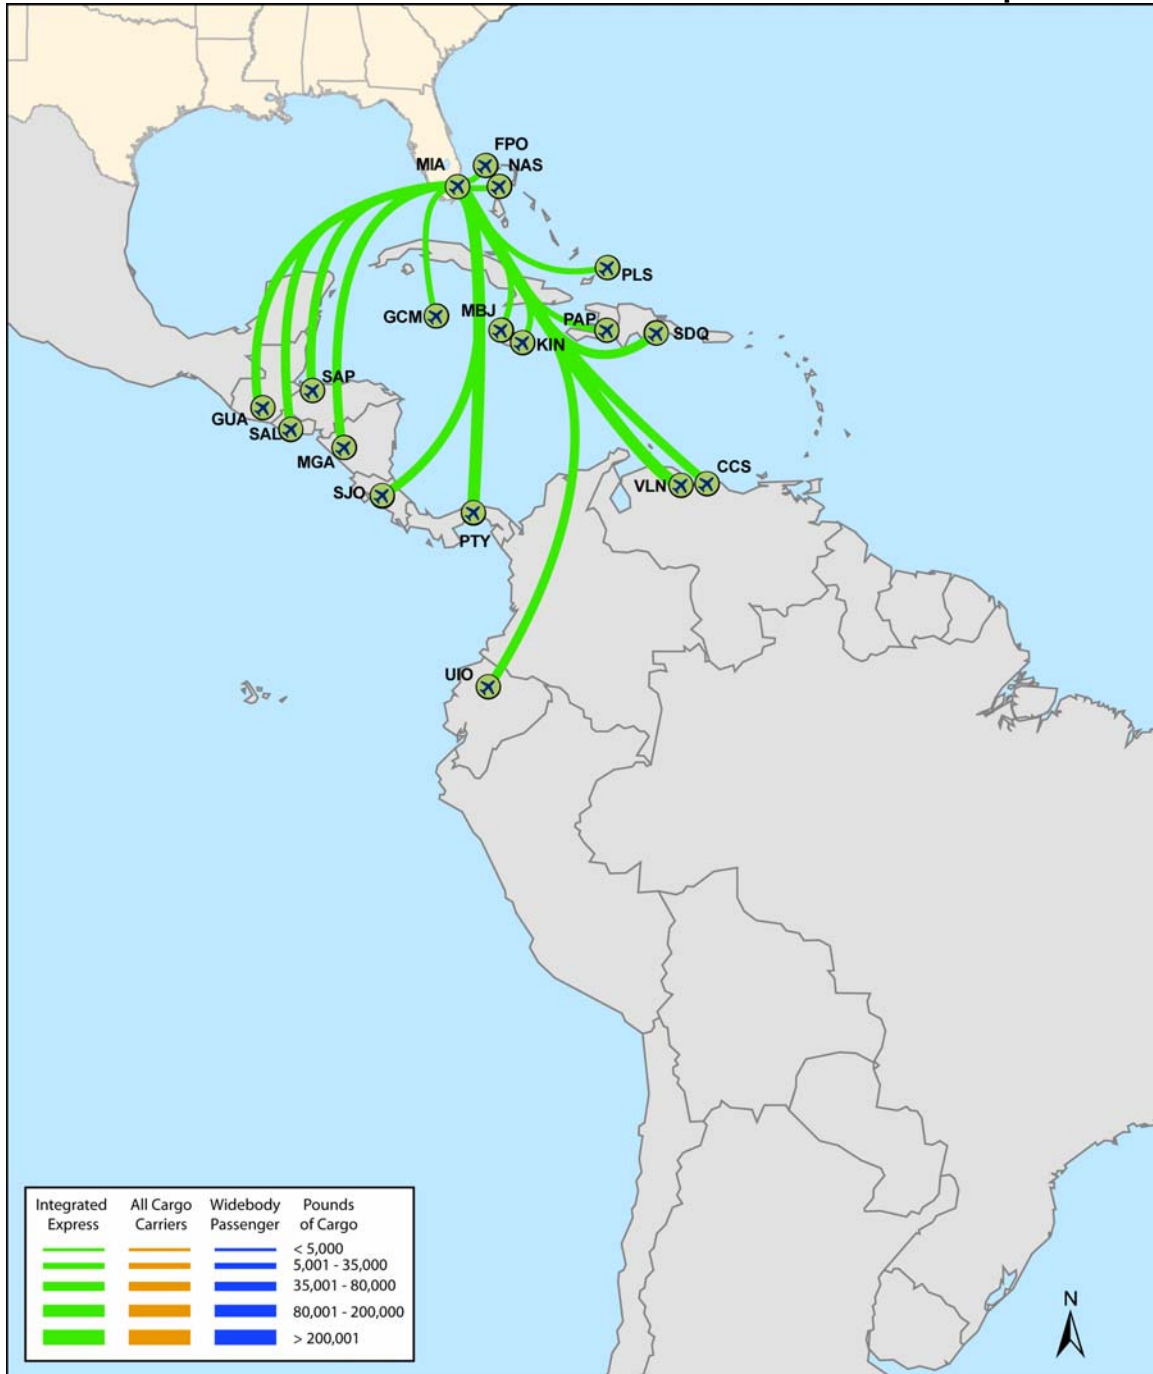 FPO
MIA
NAS
PLS
GCM
MBJ
PAP
SDQ
KIN
SAP
GUA
SAL
MGA
CCS
VLN
SJO
PTY
UIO
Integrated Express
All Cargo Carriers
Widebody Passenger
Pounds of Cargo
< 5,000
5,001 - 35,000
35,001 - 80,000
80,001 - 200,000
> 200,001
N